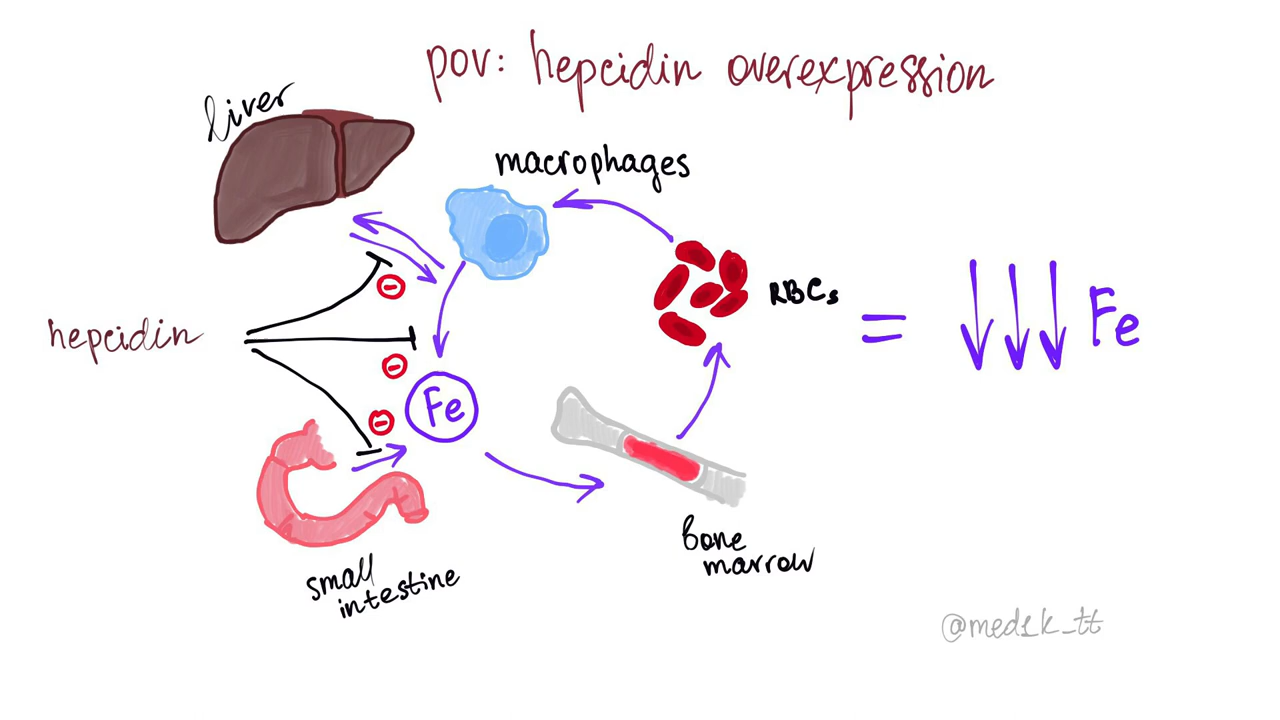 pov: hepcidin overexpression
liver
macrophages
RBCs
hepcidin
= ↓↓↓ Fe
⊖
⊖
⊖
Fe
small
intestine
bone
marrow
@med1k_tt